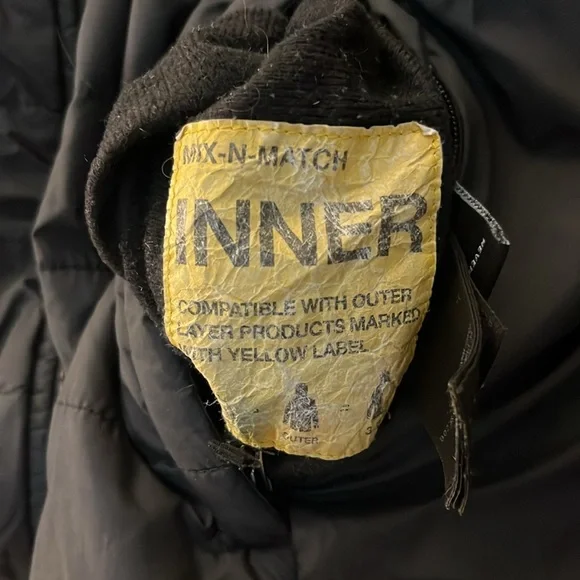 MIX-N-MATCH
INNER
COMPATIBLE WITH OUTER
LAYER PRODUCTS MARKED
WITH YELLOW LABEL
OUTER